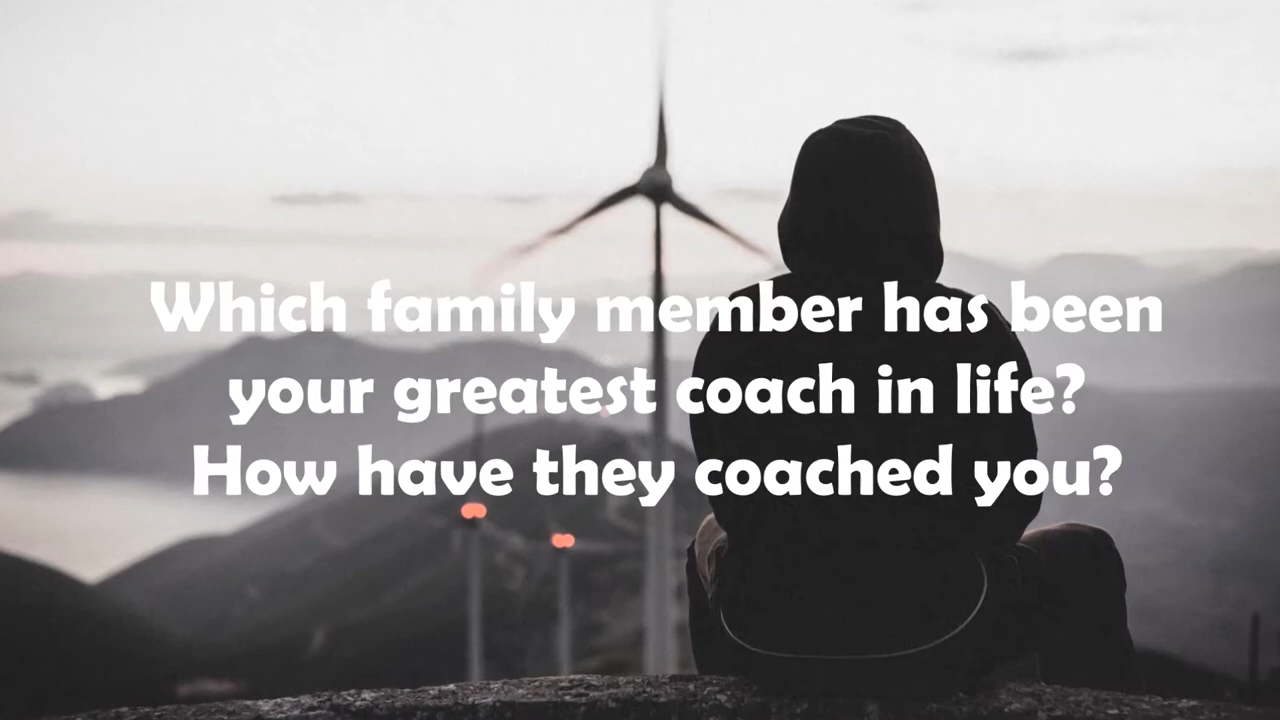 Which family member has been
your greatest coach in life?
How have they coached you?